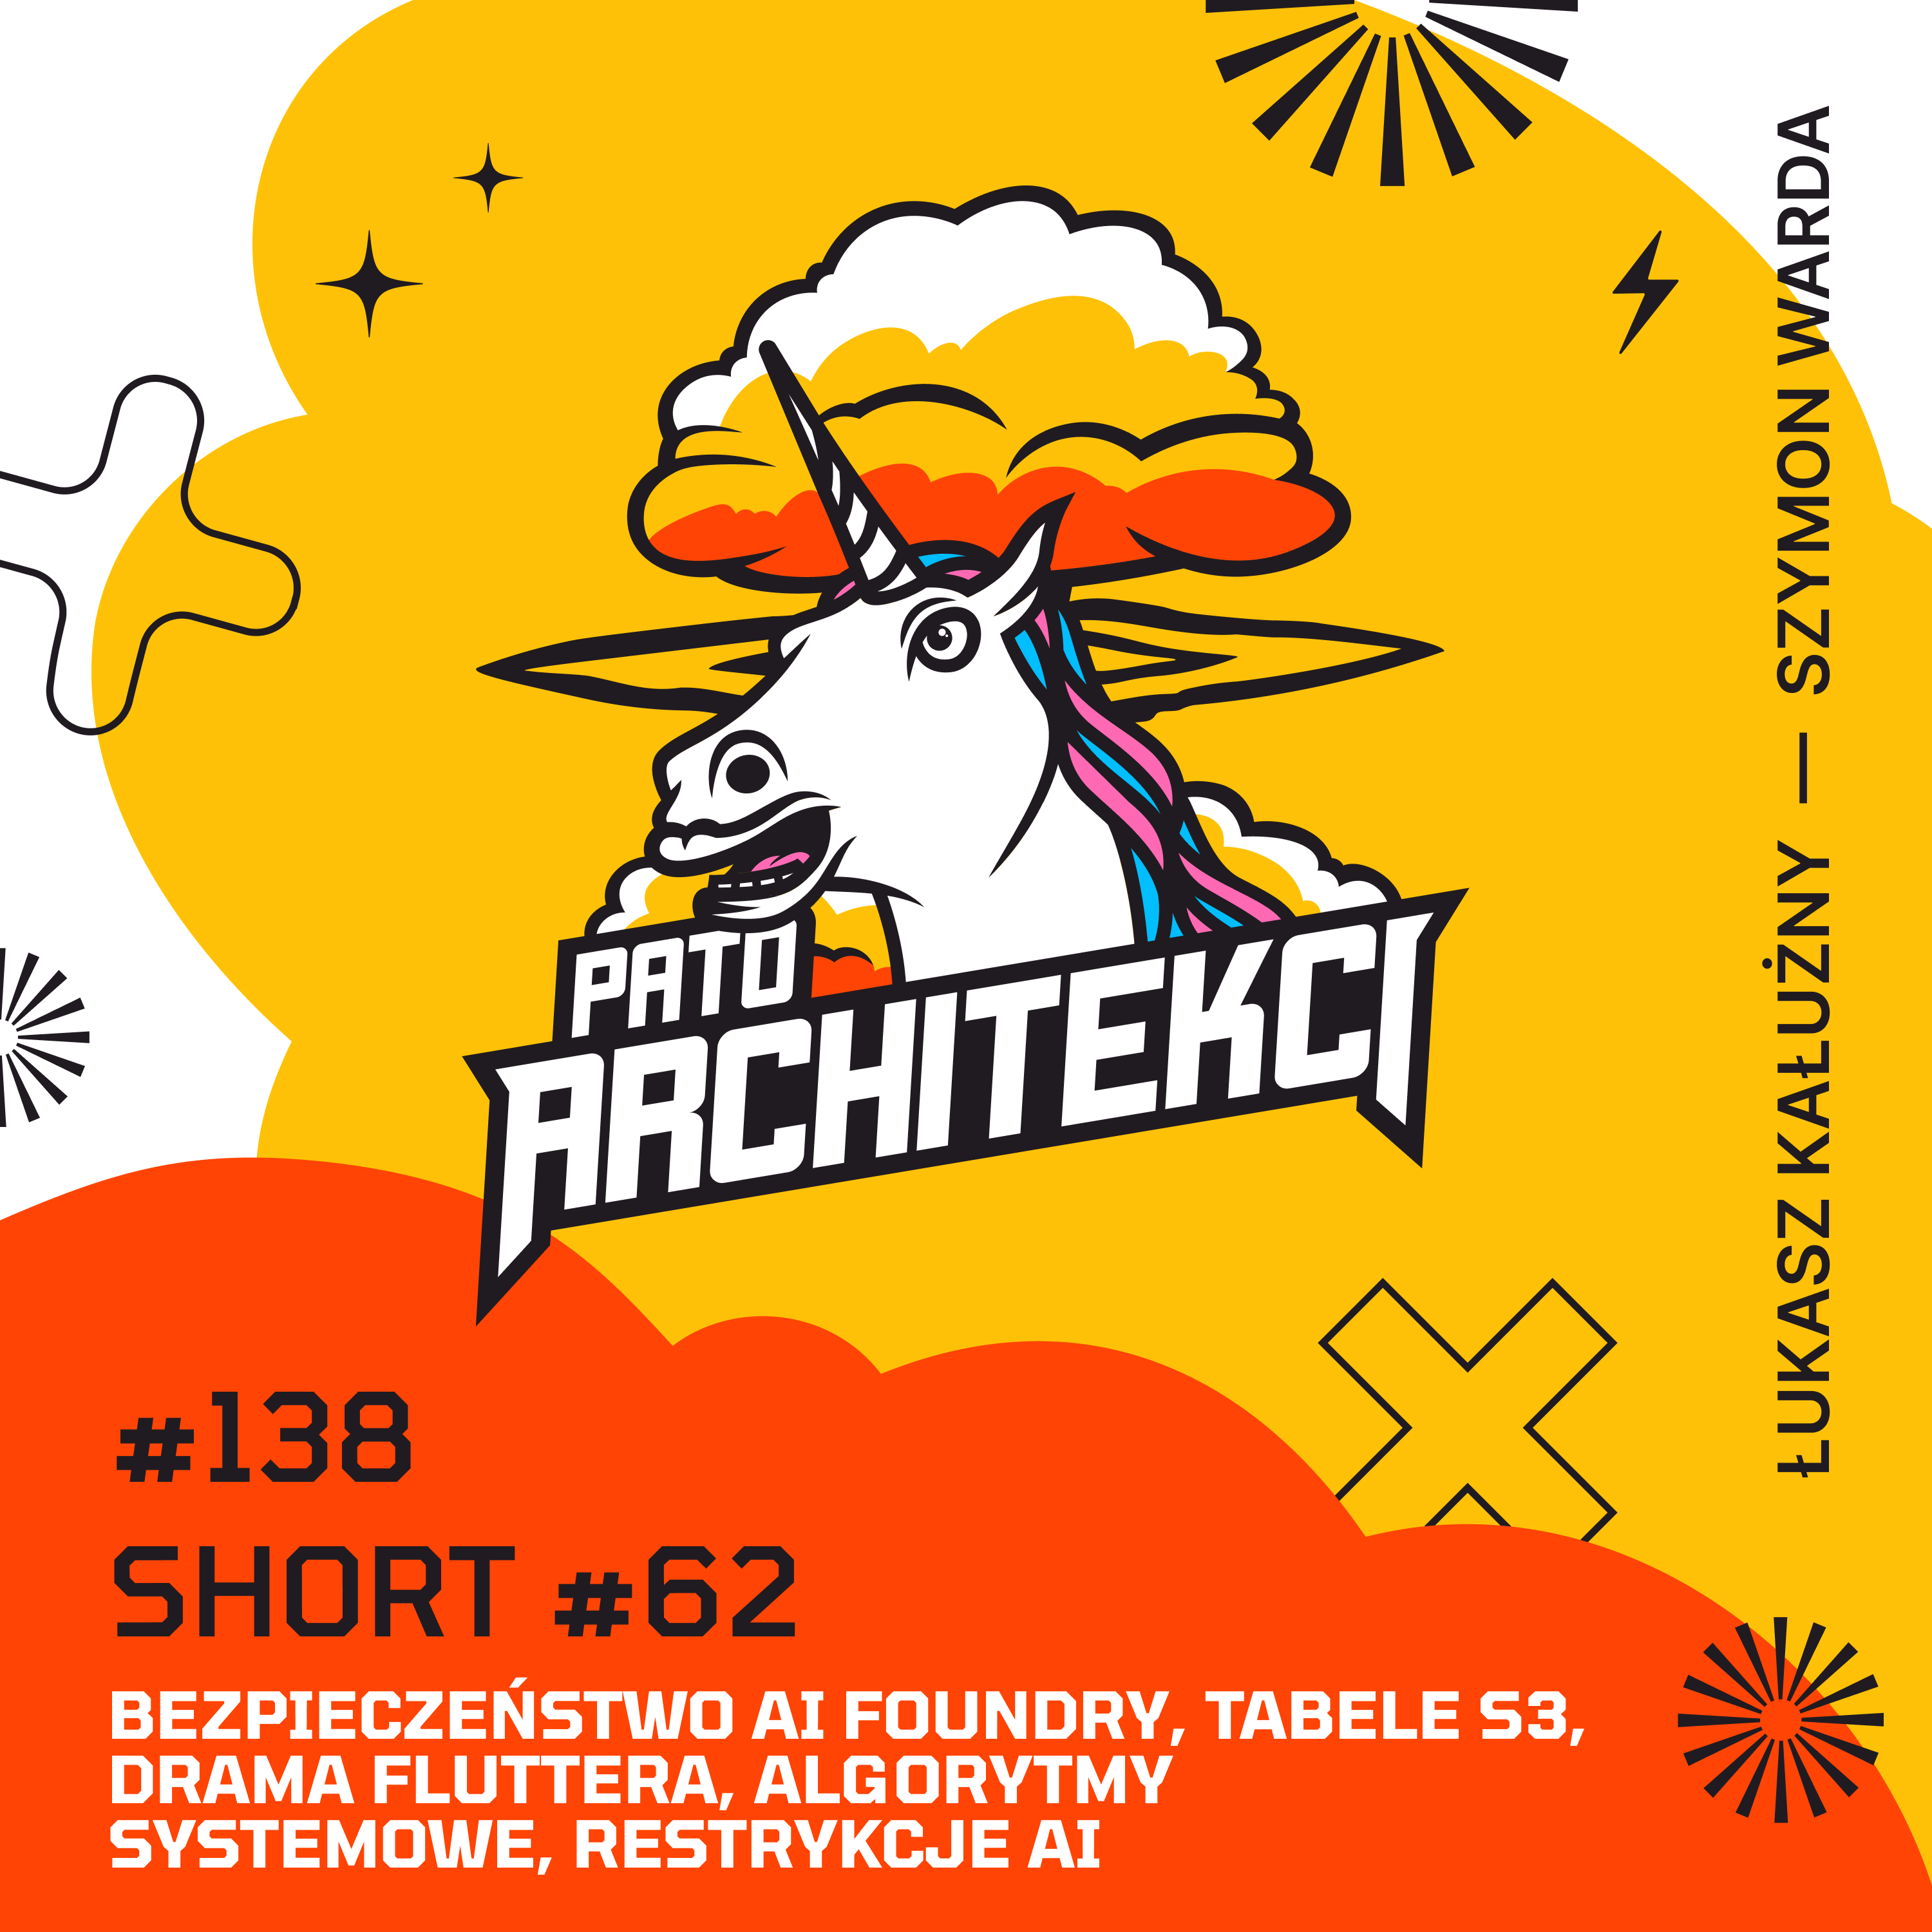 PATO
ARCHITEKCI
ŁUKASZ KAŁUŻNY — SZYMON WARDA
#138
SHORT #62
BEZPIECZEŃSTWO AI FOUNDRY, TABELE S3,
DRAMA FLUTTERA, ALGORYTMY
SYSTEMOWE, RESTRYKCJE AI